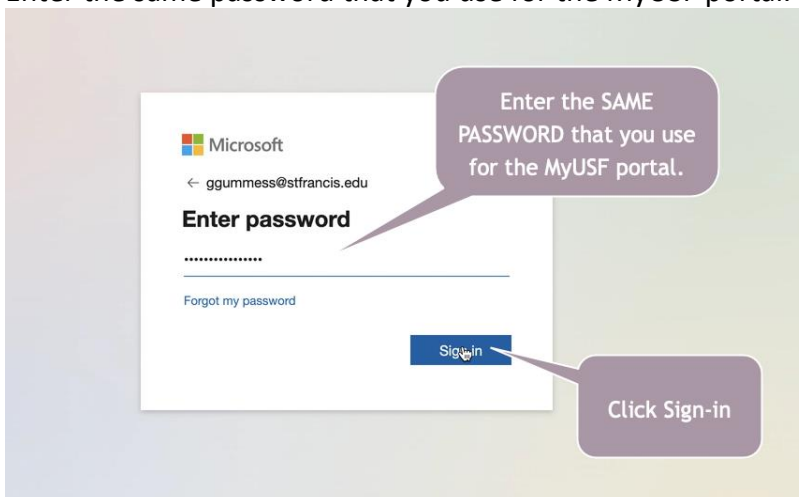 Enter the same password that you use for the MyUSF portal.
Enter the SAME
PASSWORD that you use
for the MyUSF portal.
Microsoft
← ggummess@stfrancis.edu
Enter password
................
Forgot my password
Sign in
Click Sign-in